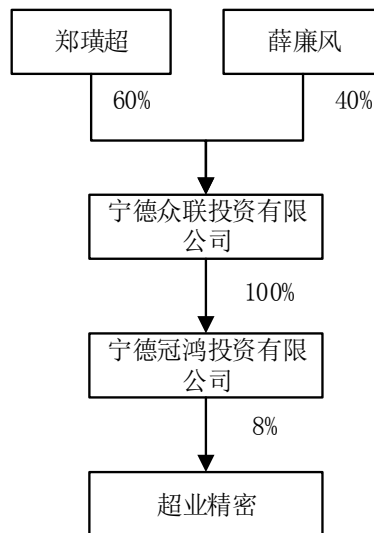 郑璜超
薛廉风
60%
40%
宁德众联投资有限
公司
100%
宁德冠鸿投资有限
公司
8%
超业精密